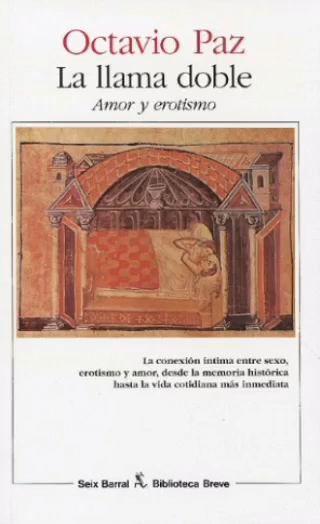 Octavio Paz
La llama doble
Amor y erotismo
La conexión íntima entre sexo,
erotismo y amor, desde la memoria histórica
hasta la vida cotidiana más inmediata
Seix Barral Biblioteca Breve